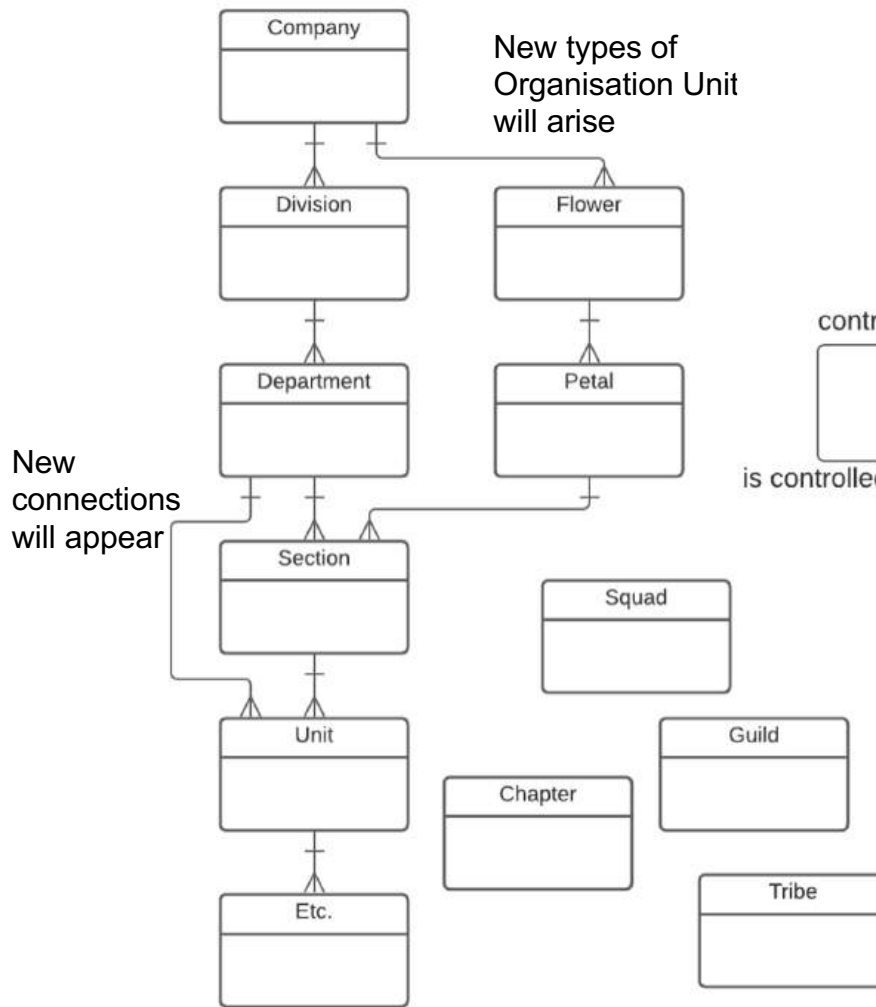 Company
New types of
Organisation Unit
will arise
Division
Flower
Department
Petal
New
connections
will appear
Section
Squad
Unit
Guild
Chapter
Tribe
Etc.
is